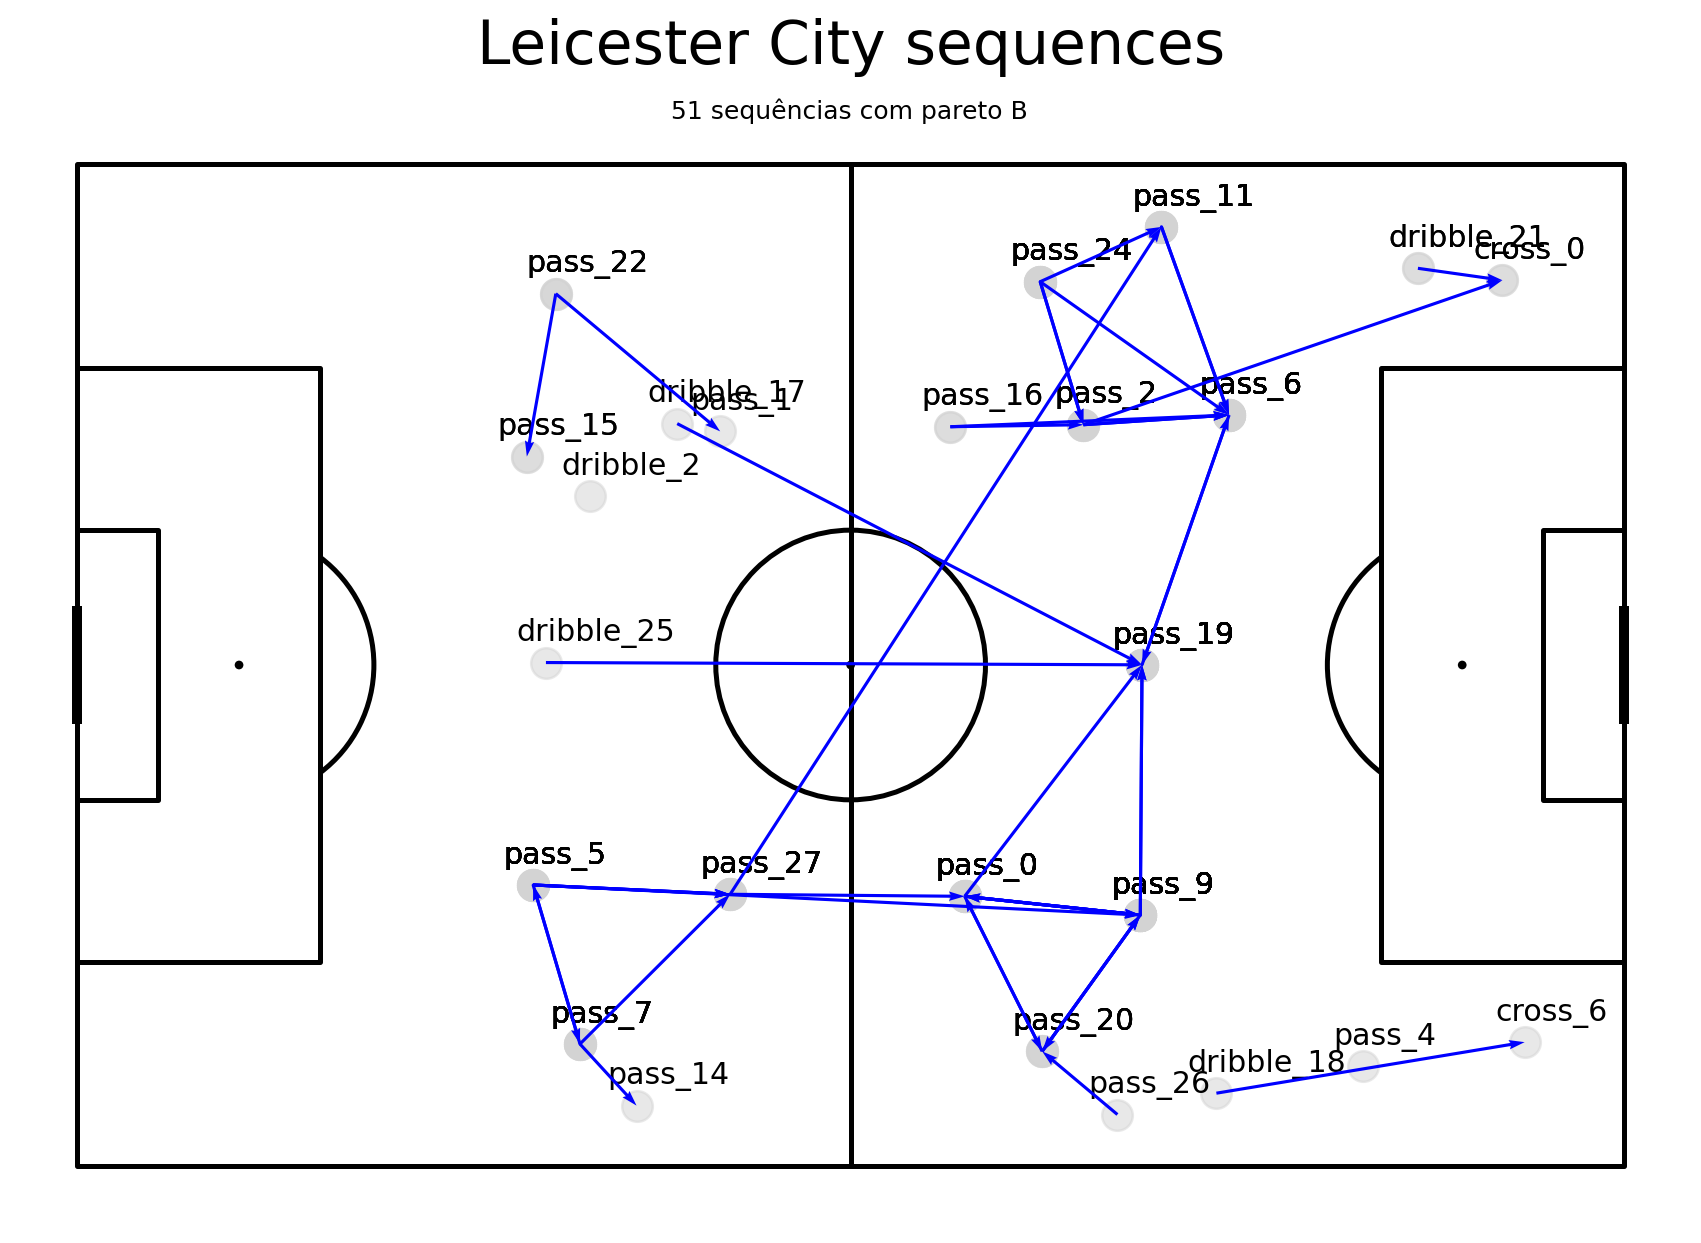 Leicester City sequences
51 sequências com pareto B
pass_11
pass_24
dribble_21
cross_0
pass_22
dribble_17
pass_1
pass_16
pass_2
pass_6
pass_15
dribble_2
dribble_25
pass_19
pass_5
pass_27
pass_0
pass_9
pass_7
pass_20
cross_6
pass_4
dribble_18
pass_14
pass_26